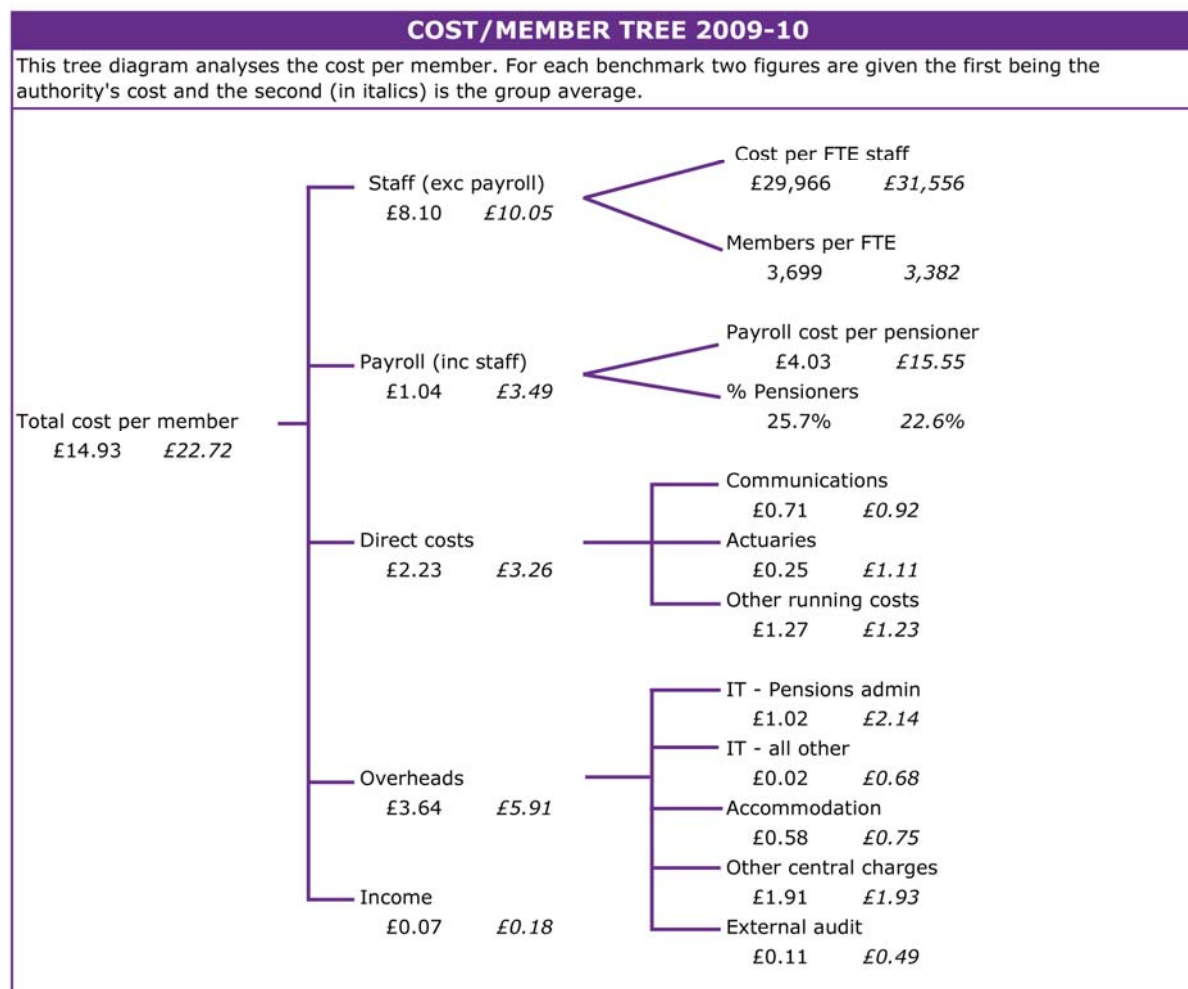 COST/MEMBER TREE 2009-10
This tree diagram analyses the cost per member. For each benchmark two figures are given the first being the
authority's cost and the second (in italics) is the group average.
Total cost per member
£14.93 £22.72
Staff (exc payroll)
£8.10 £10.05
Cost per FTE staff
£29,966 £31,556
Members per FTE
3,699 3,382
Payroll (inc staff)
£1.04 £3.49
Payroll cost per pensioner
£4.03 £15.55
% Pensioners
25.7% 22.6%
Direct costs
£2.23 £3.26
Communications
£0.71 £0.92
Actuaries
£0.25 £1.11
Other running costs
£1.27 £1.23
Overheads
£3.64 £5.91
IT - Pensions admin
£1.02 £2.14
IT - all other
£0.02 £0.68
Accommodation
£0.58 £0.75
Other central charges
£1.91 £1.93
External audit
£0.11 £0.49
Income
£0.07 £0.18